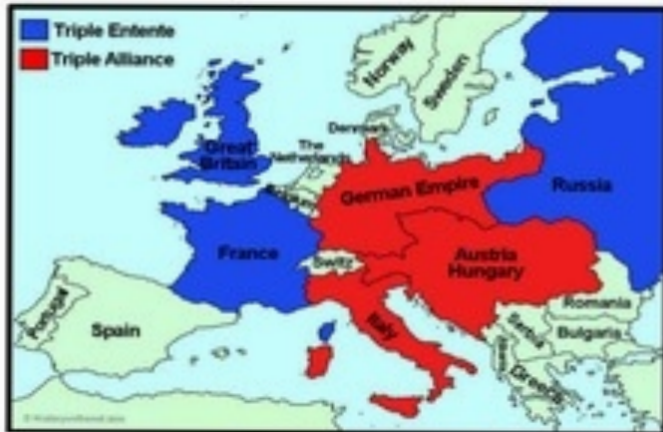 Triple Entente
Triple Alliance
Norway
Sweden
Denmark
The
Netherlands
Great
Britain
Belgium
German Empire
Russia
France
Switz
Austria
Hungary
Italy
Romania
Serbia
Bulgaria
Greece
Portugal
Spain